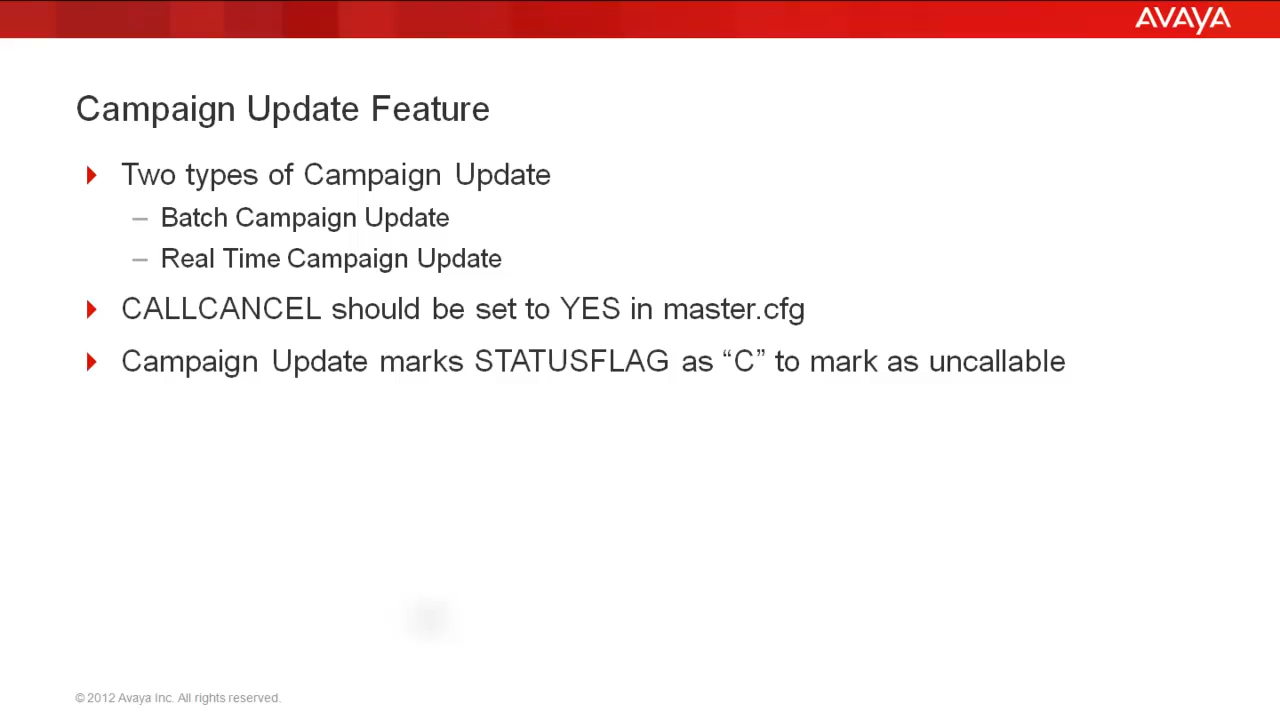 AVAYA
Campaign Update Feature
Two types of Campaign Update
– Batch Campaign Update
– Real Time Campaign Update
CALLCANCEL should be set to YES in master.cfg
Campaign Update marks STATUSFLAG as “C” to mark as uncallable
© 2012 Avaya Inc. All rights reserved.